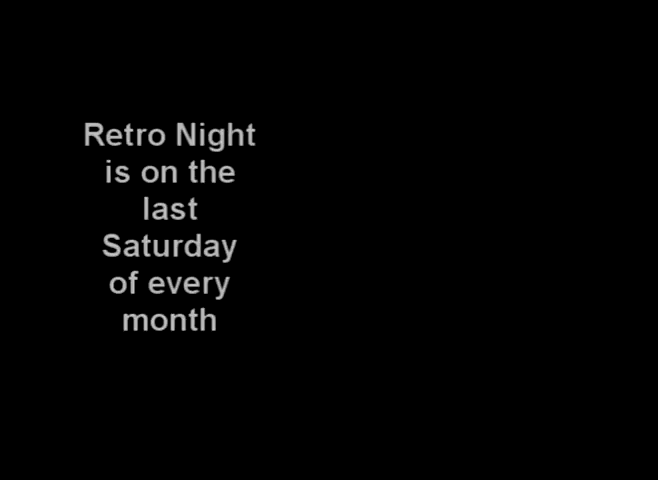 Retro Night
is on the
last
Saturday
of every
month